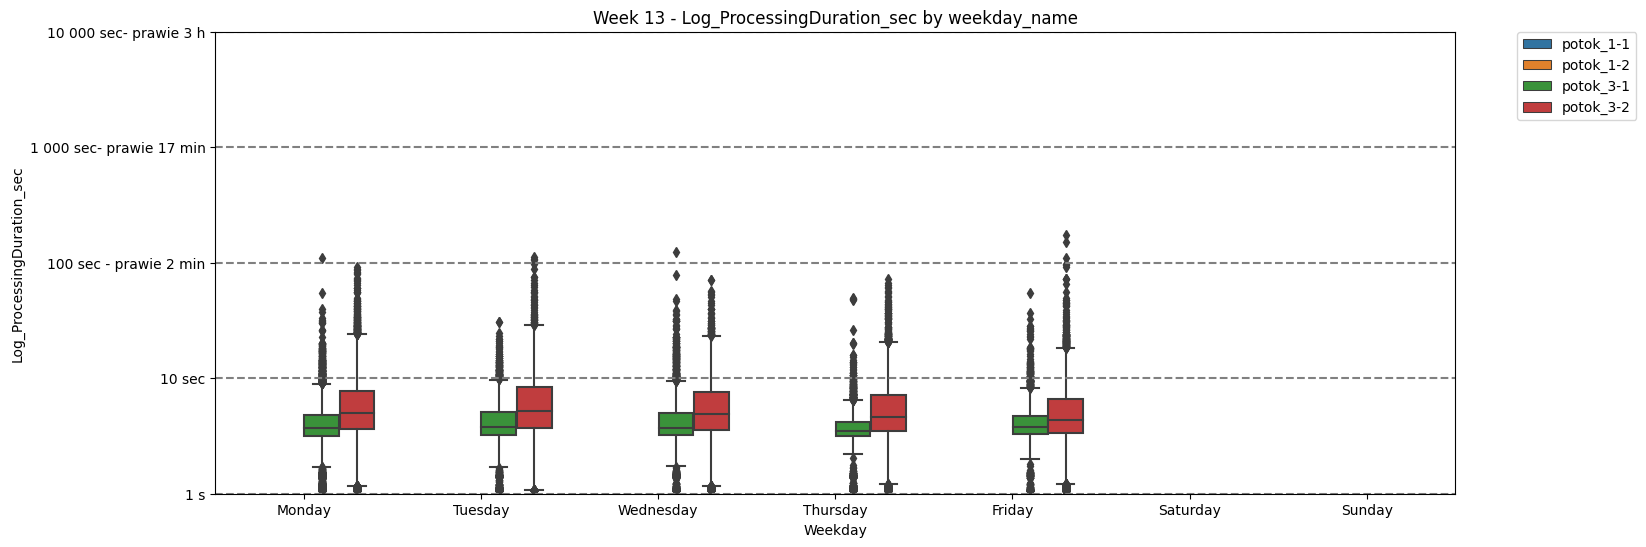 Week 13 - Log_ProcessingDuration_sec by weekday_name
10 000 sec- prawie 3 h
1 000 sec- prawie 17 min
100 sec - prawie 2 min
10 sec
1 s
Log_ProcessingDuration_sec
Monday
Tuesday
Wednesday
Thursday
Friday
Saturday
Sunday
Weekday
potok_1-1
potok_1-2
potok_3-1
potok_3-2